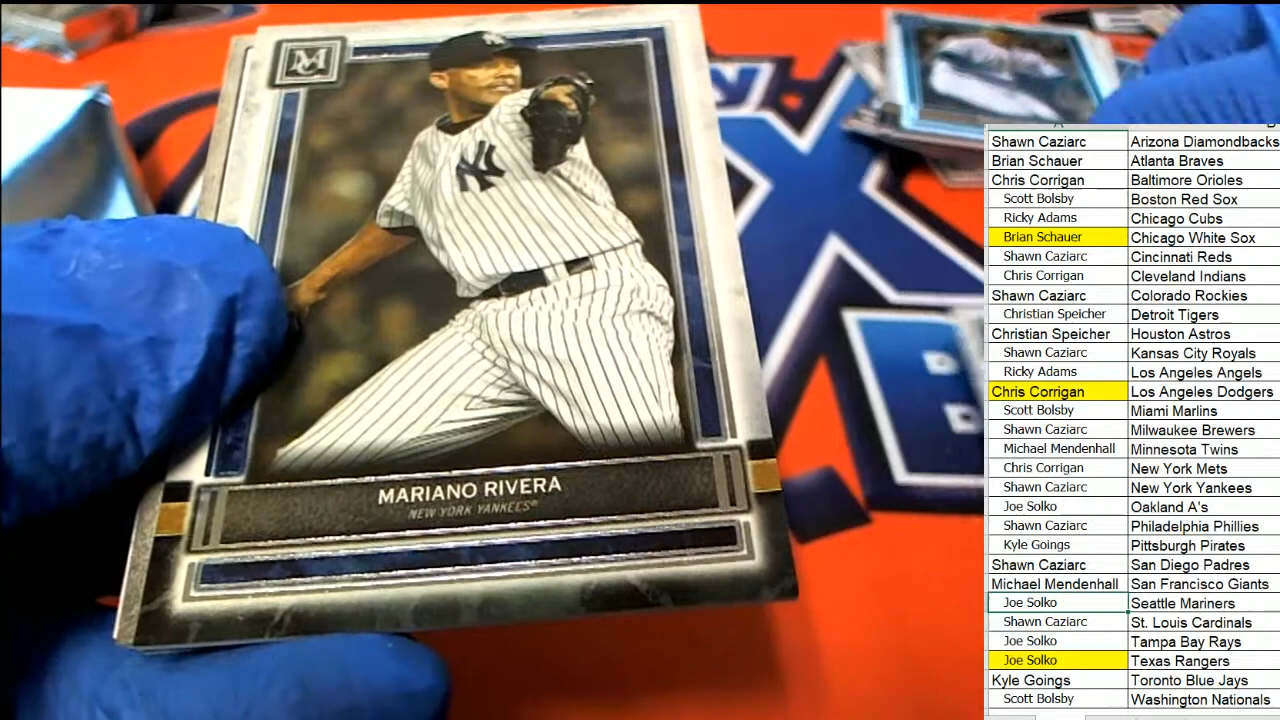 MC
NY
MARIANO RIVERA
NEW YORK YANKEES
Shawn Caziarc Arizona Diamondbacks
Brian Schauer Atlanta Braves
Chris Corrigan Baltimore Orioles
Scott Bolsby Boston Red Sox
Ricky Adams Chicago Cubs
Brian Schauer Chicago White Sox
Shawn Caziarc Cincinnati Reds
Chris Corrigan Cleveland Indians
Shawn Caziarc Colorado Rockies
Christian Speicher Detroit Tigers
Christian Speicher Houston Astros
Shawn Caziarc Kansas City Royals
Ricky Adams Los Angeles Angels
Chris Corrigan Los Angeles Dodgers
Scott Bolsby Miami Marlins
Shawn Caziarc Milwaukee Brewers
Michael Mendenhall Minnesota Twins
Chris Corrigan New York Mets
Shawn Caziarc New York Yankees
Joe Solko Oakland A's
Shawn Caziarc Philadelphia Phillies
Kyle Goings Pittsburgh Pirates
Shawn Caziarc San Diego Padres
Michael Mendenhall San Francisco Giants
Joe Solko Seattle Mariners
Shawn Caziarc St. Louis Cardinals
Joe Solko Tampa Bay Rays
Joe Solko Texas Rangers
Kyle Goings Toronto Blue Jays
Scott Bolsby Washington Nationals